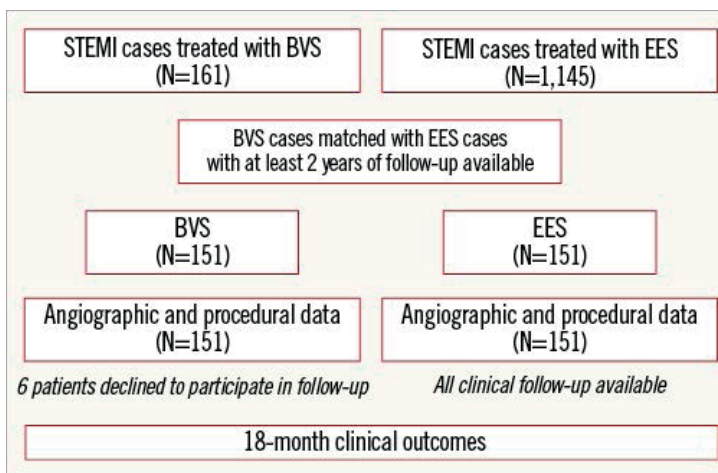 STEMI cases treated with BVS
(N=161)
STEMI cases treated with EES
(N=1,145)
BVS cases matched with EES cases
with at least 2 years of follow-up available
BVS
(N=151)
EES
(N=151)
Angiographic and procedural data
(N=151)
Angiographic and procedural data
(N=151)
6 patients declined to participate in follow-up
All clinical follow-up available
18-month clinical outcomes